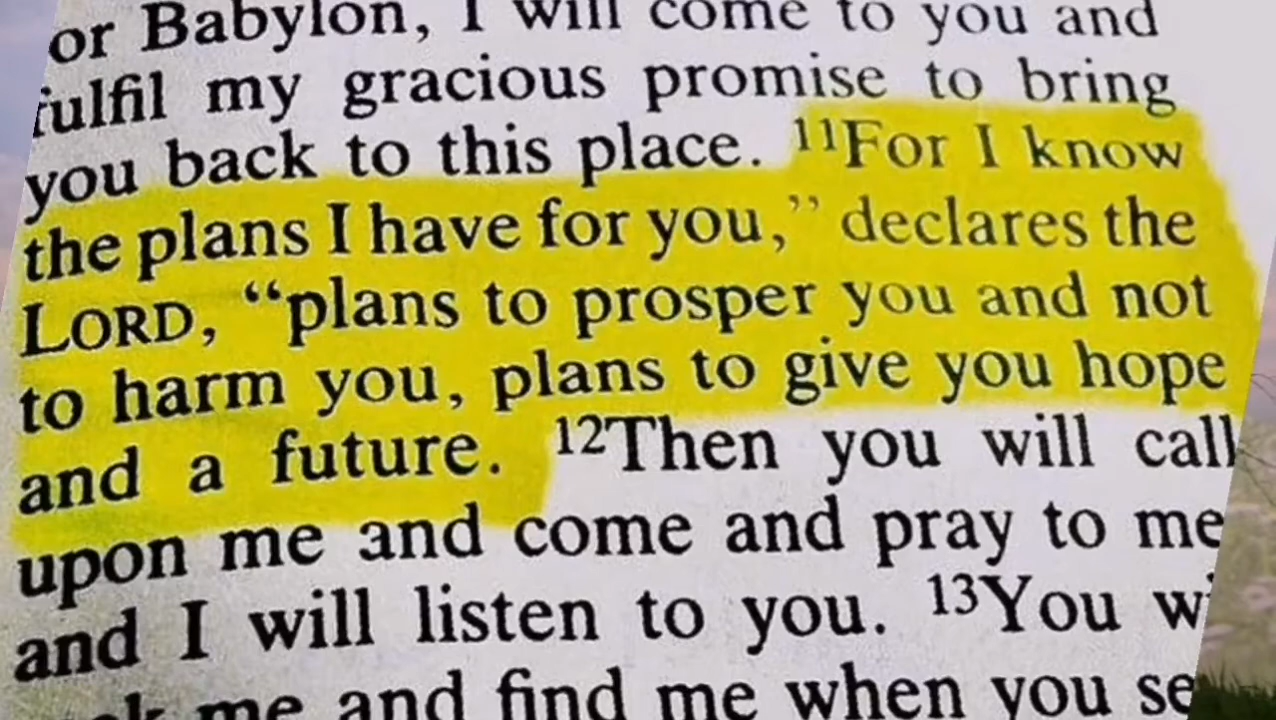 or Babylon, I will come to you and
fulfil my gracious promise to bring
you back to this place. ¹¹For I know
the plans I have for you,” declares the
LORD, “plans to prosper you and not
to harm you, plans to give you hope
and a future. ¹²Then you will call
upon me and come and pray to me
and I will listen to you. ¹³You
me and find me when you